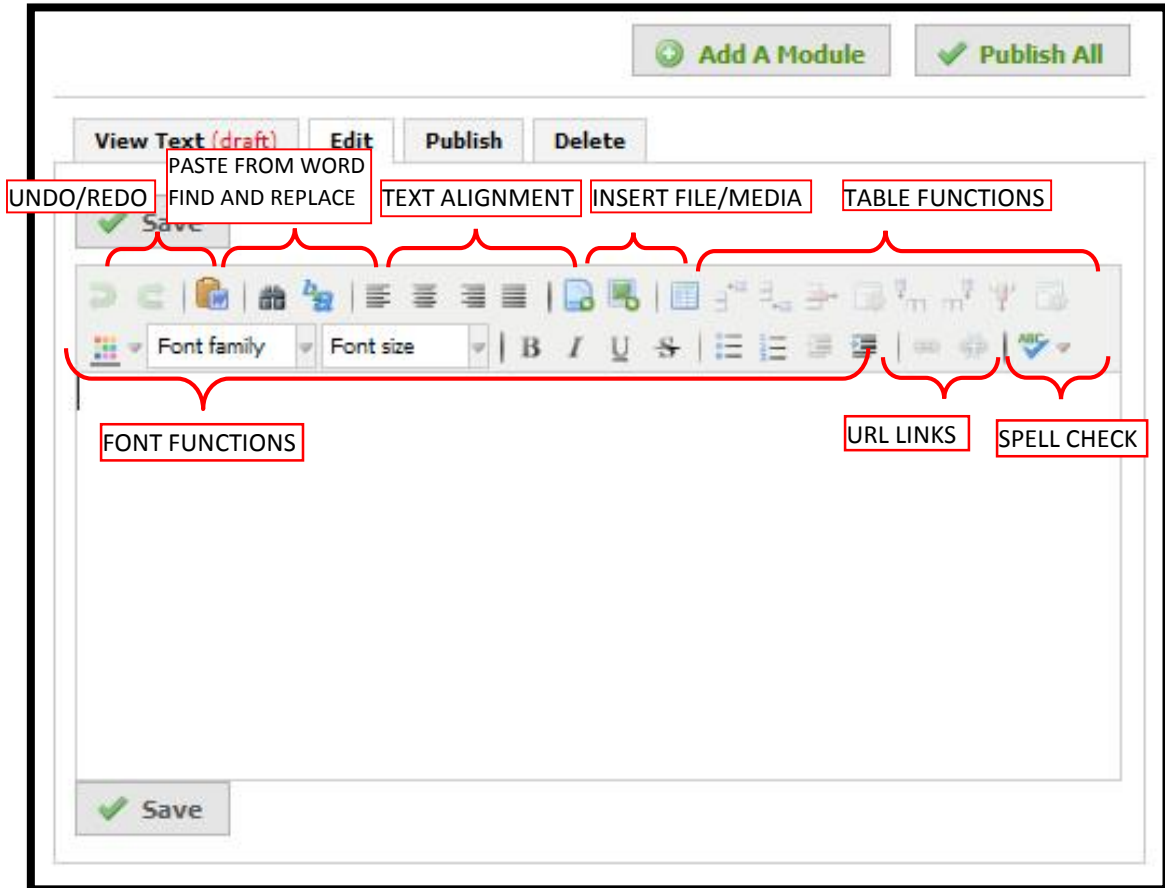 Add A Module
Publish All
View Text (draft)
Edit
Publish
Delete
PASTE FROM WORD
FIND AND REPLACE
UNDO/REDO
TEXT ALIGNMENT
INSERT FILE/MEDIA
TABLE FUNCTIONS
Save
Font family
Font size
B I U S
ABC
FONT FUNCTIONS
URL LINKS
SPELL CHECK
Save